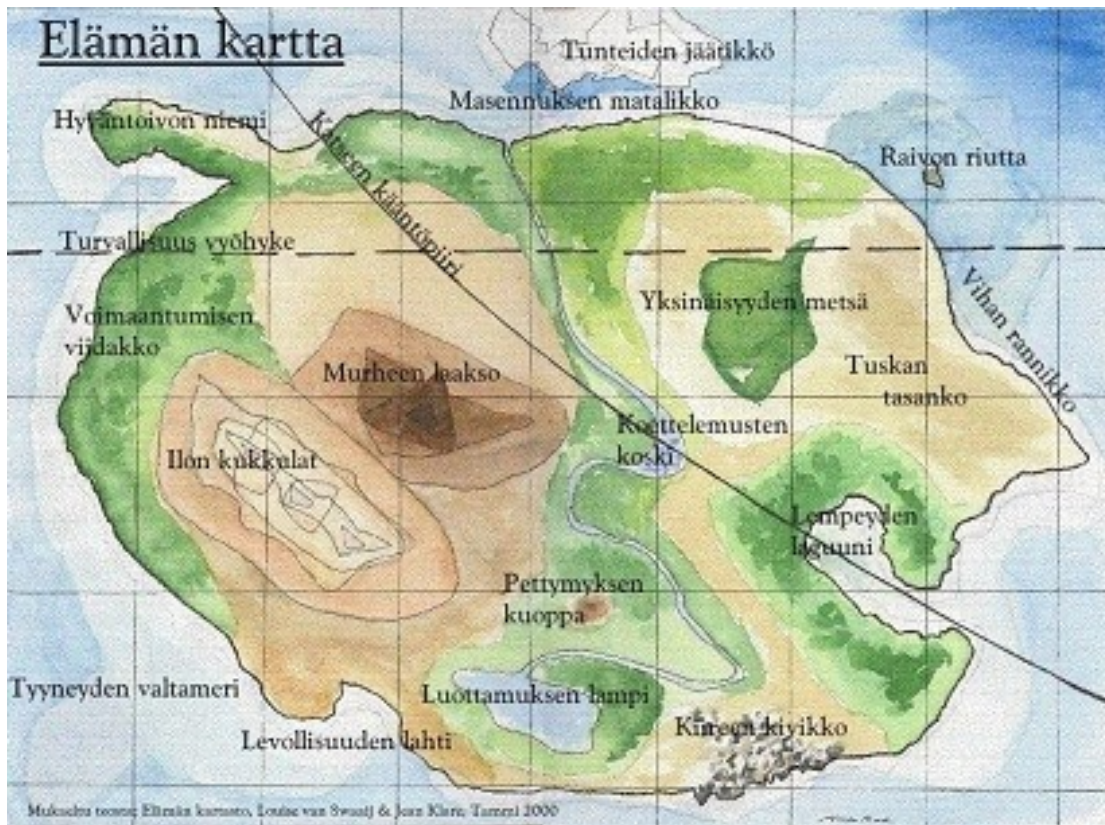 Elämän kartta
Tunteiden jäätikkö
Masennuksen matalikko
Hyväntoivon niemi
Raivon riutta
Kateen kääntöpiiri
Turvallisuus vyöhyke
Vihan rannikko
Yksinäisyyden metsä
Voimaantumisen
viidakko
Murheen laakso
Tuskan
tasanko
Koettelemusten
koski
Ilon kukkulat
Lempeyden
laguuni
Pettymyksen
kuoppa
Tyyneyden valtameri
Luottamuksen lampi
Kiireen kivikko
Levollisuuden lahti
Mukaeltu teosta; Elämän kartasto, Louise van Swaaij & Jean Klare, Tammi 2000